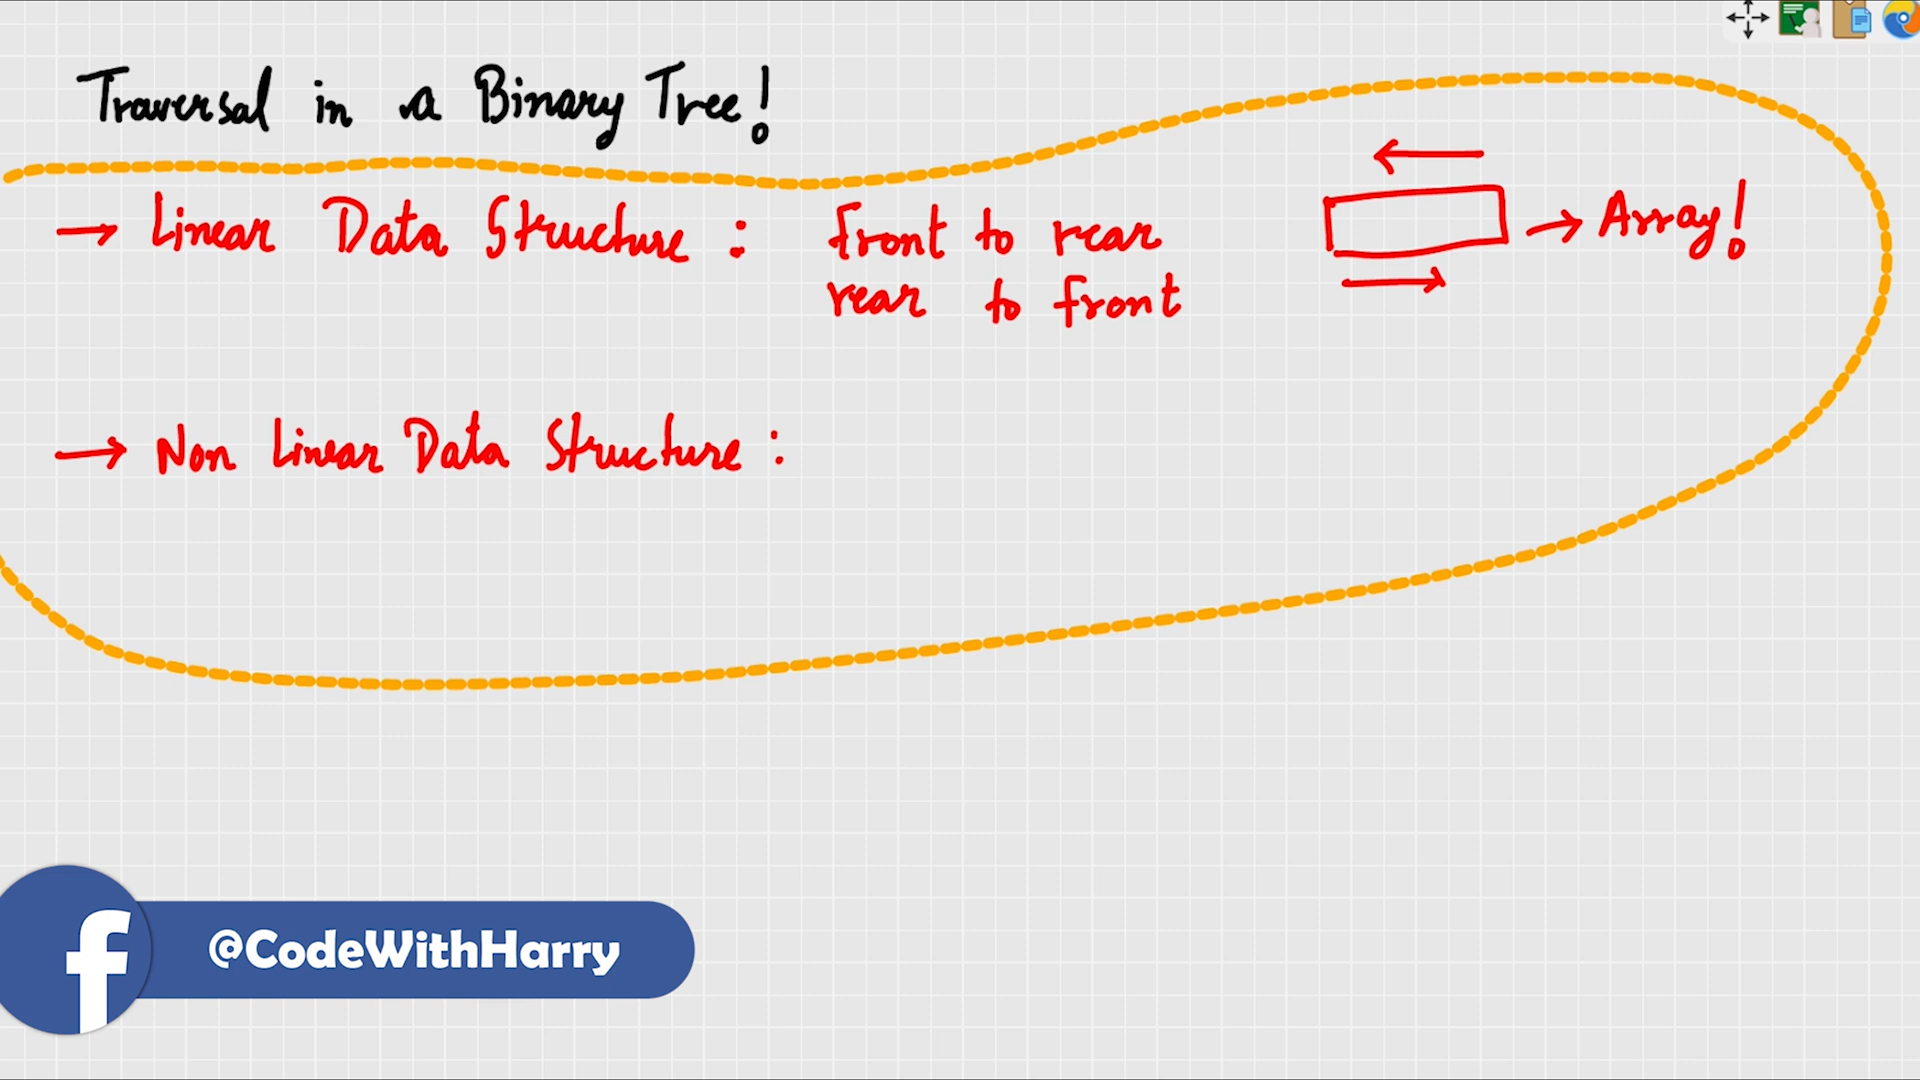 Traversal in a Binary Tree!
→ Linear Data Structure : front to rear → Array!
rear to front
→ Non Linear Data Structure :
f @CodeWithHarry